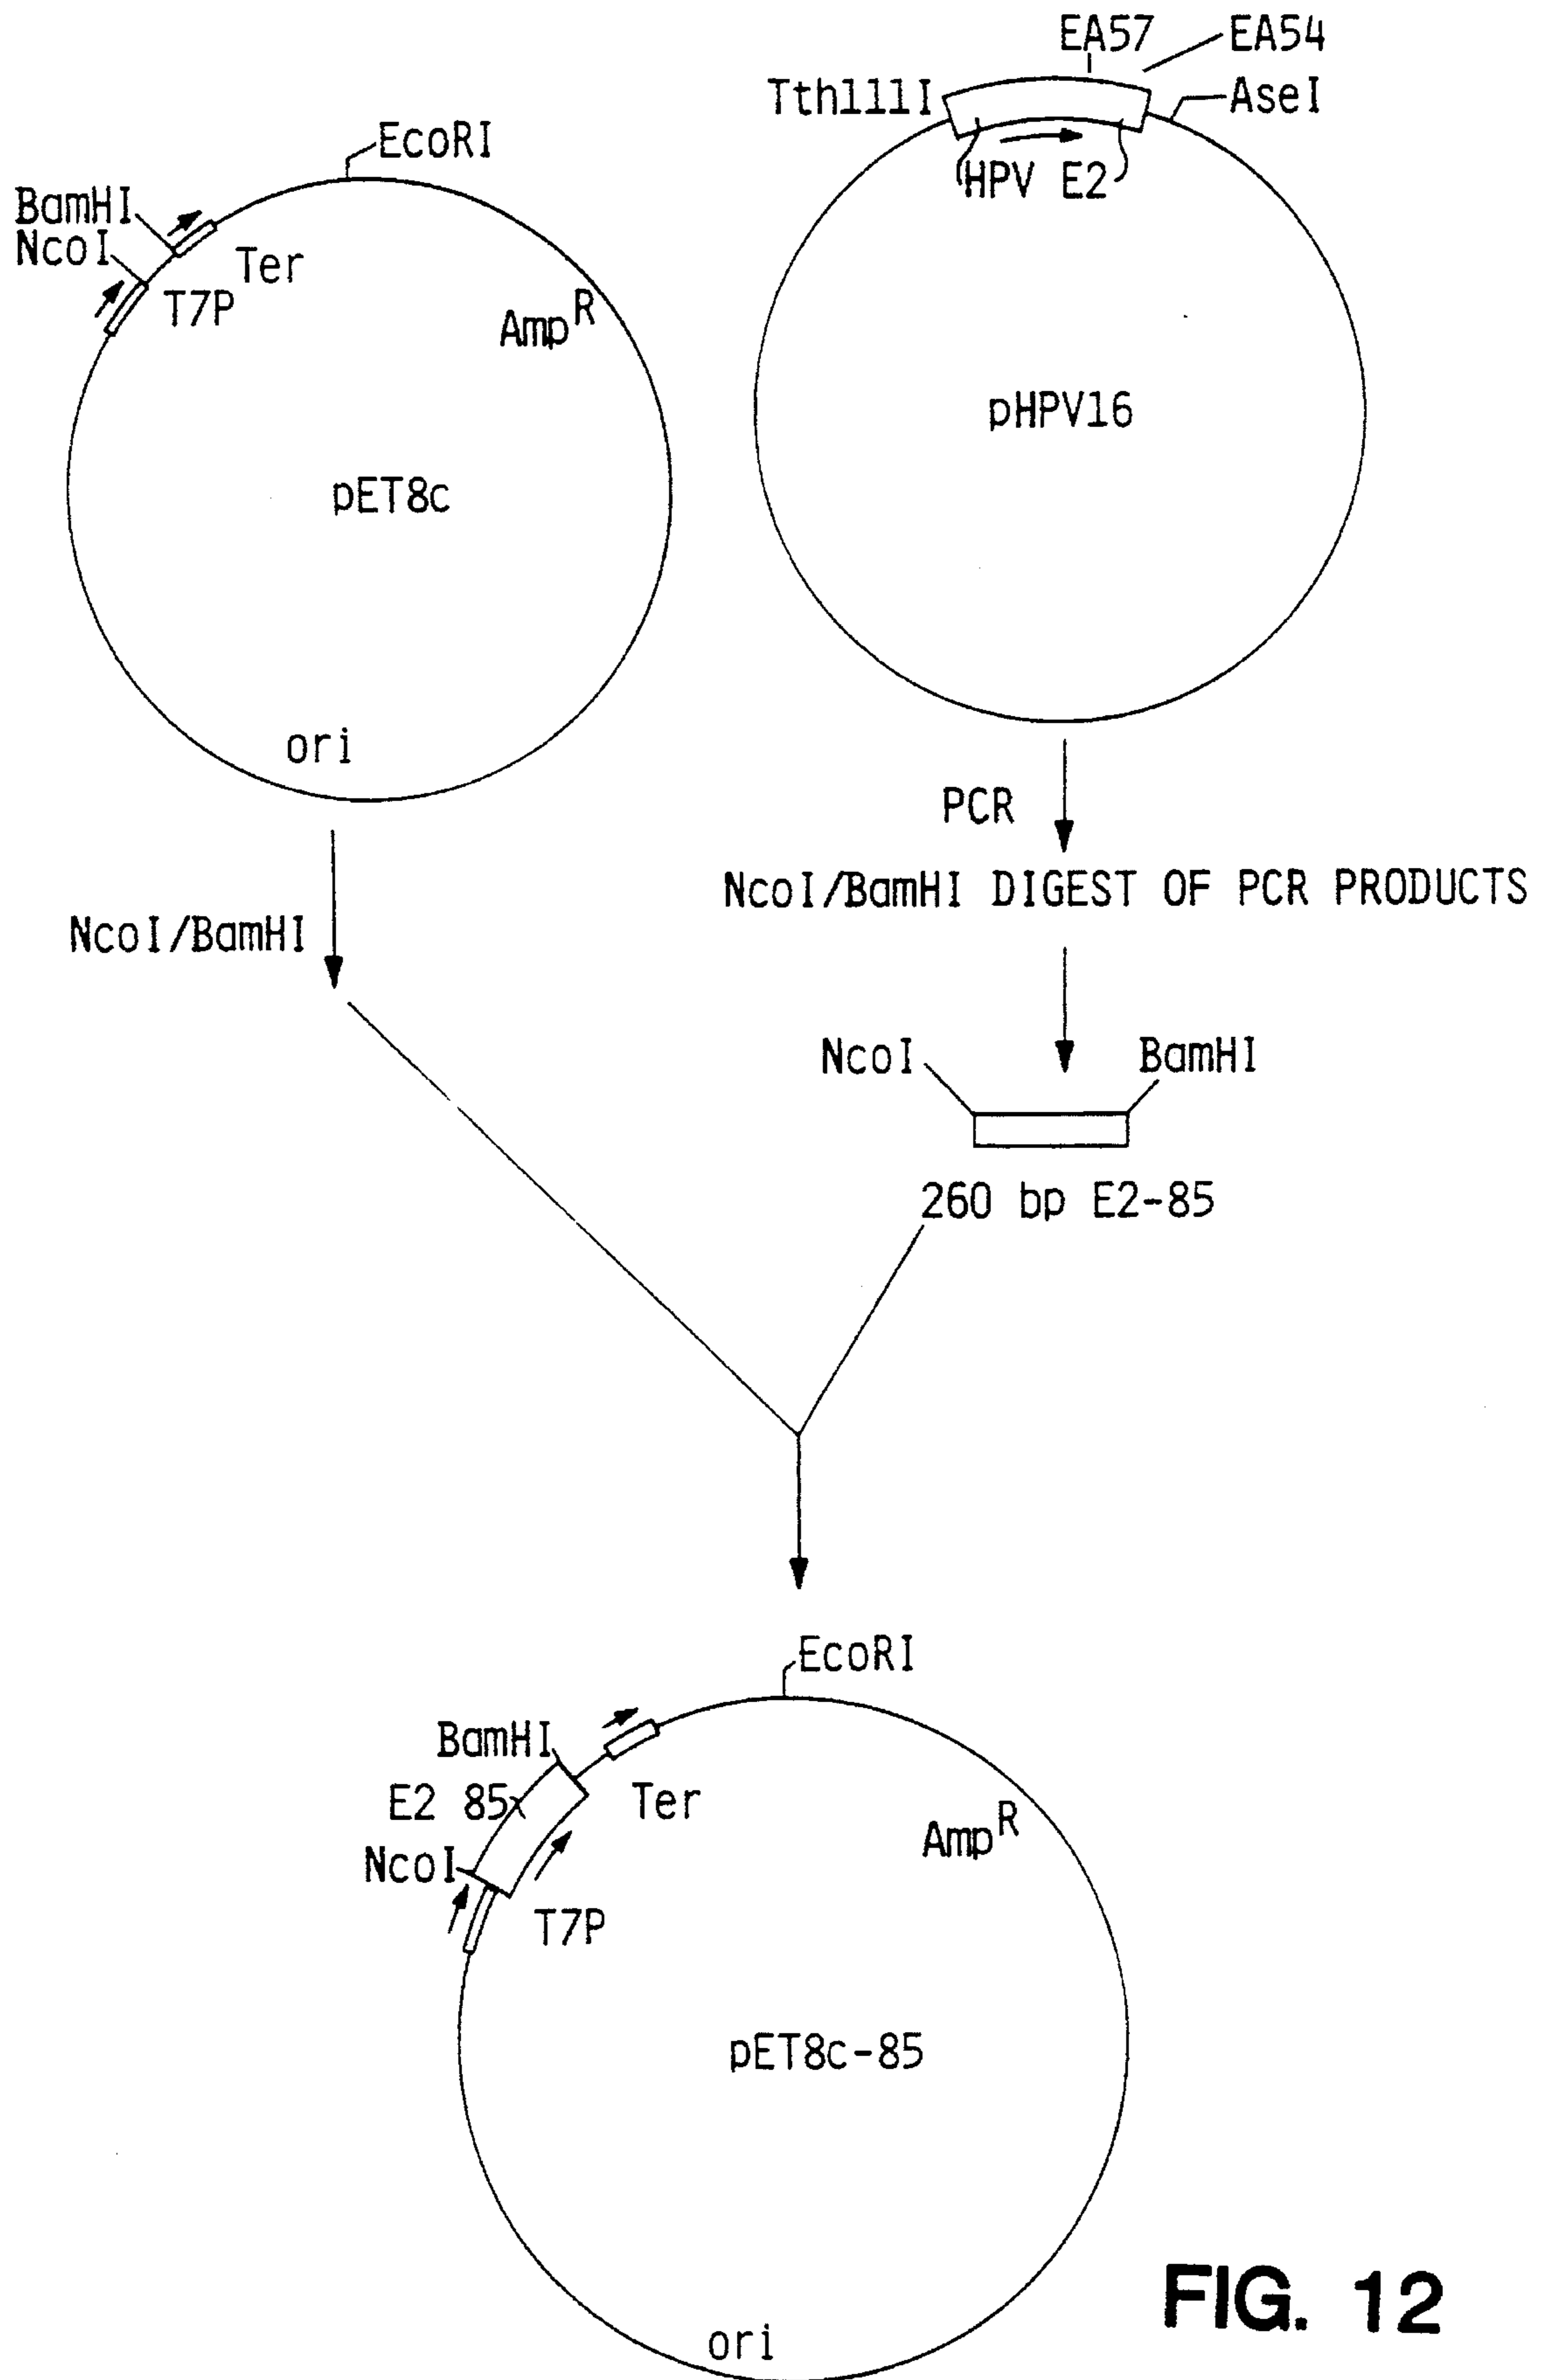 EA57
EA54
Tth111I
AseI
HPV E2
pHPV16
EcoRI
BamHI
NcoI
Ter
T7P
Amp R
pET8c
ori
PCR
NcoI/BamHI DIGEST OF PCR PRODUCTS
NcoI/BamHI
NcoI
BamHI
260 bp E2-85
EcoRI
BamHI
E2 85
Ter
NcoI
Amp R
T7P
pET8c-85
ori
FIG. 12